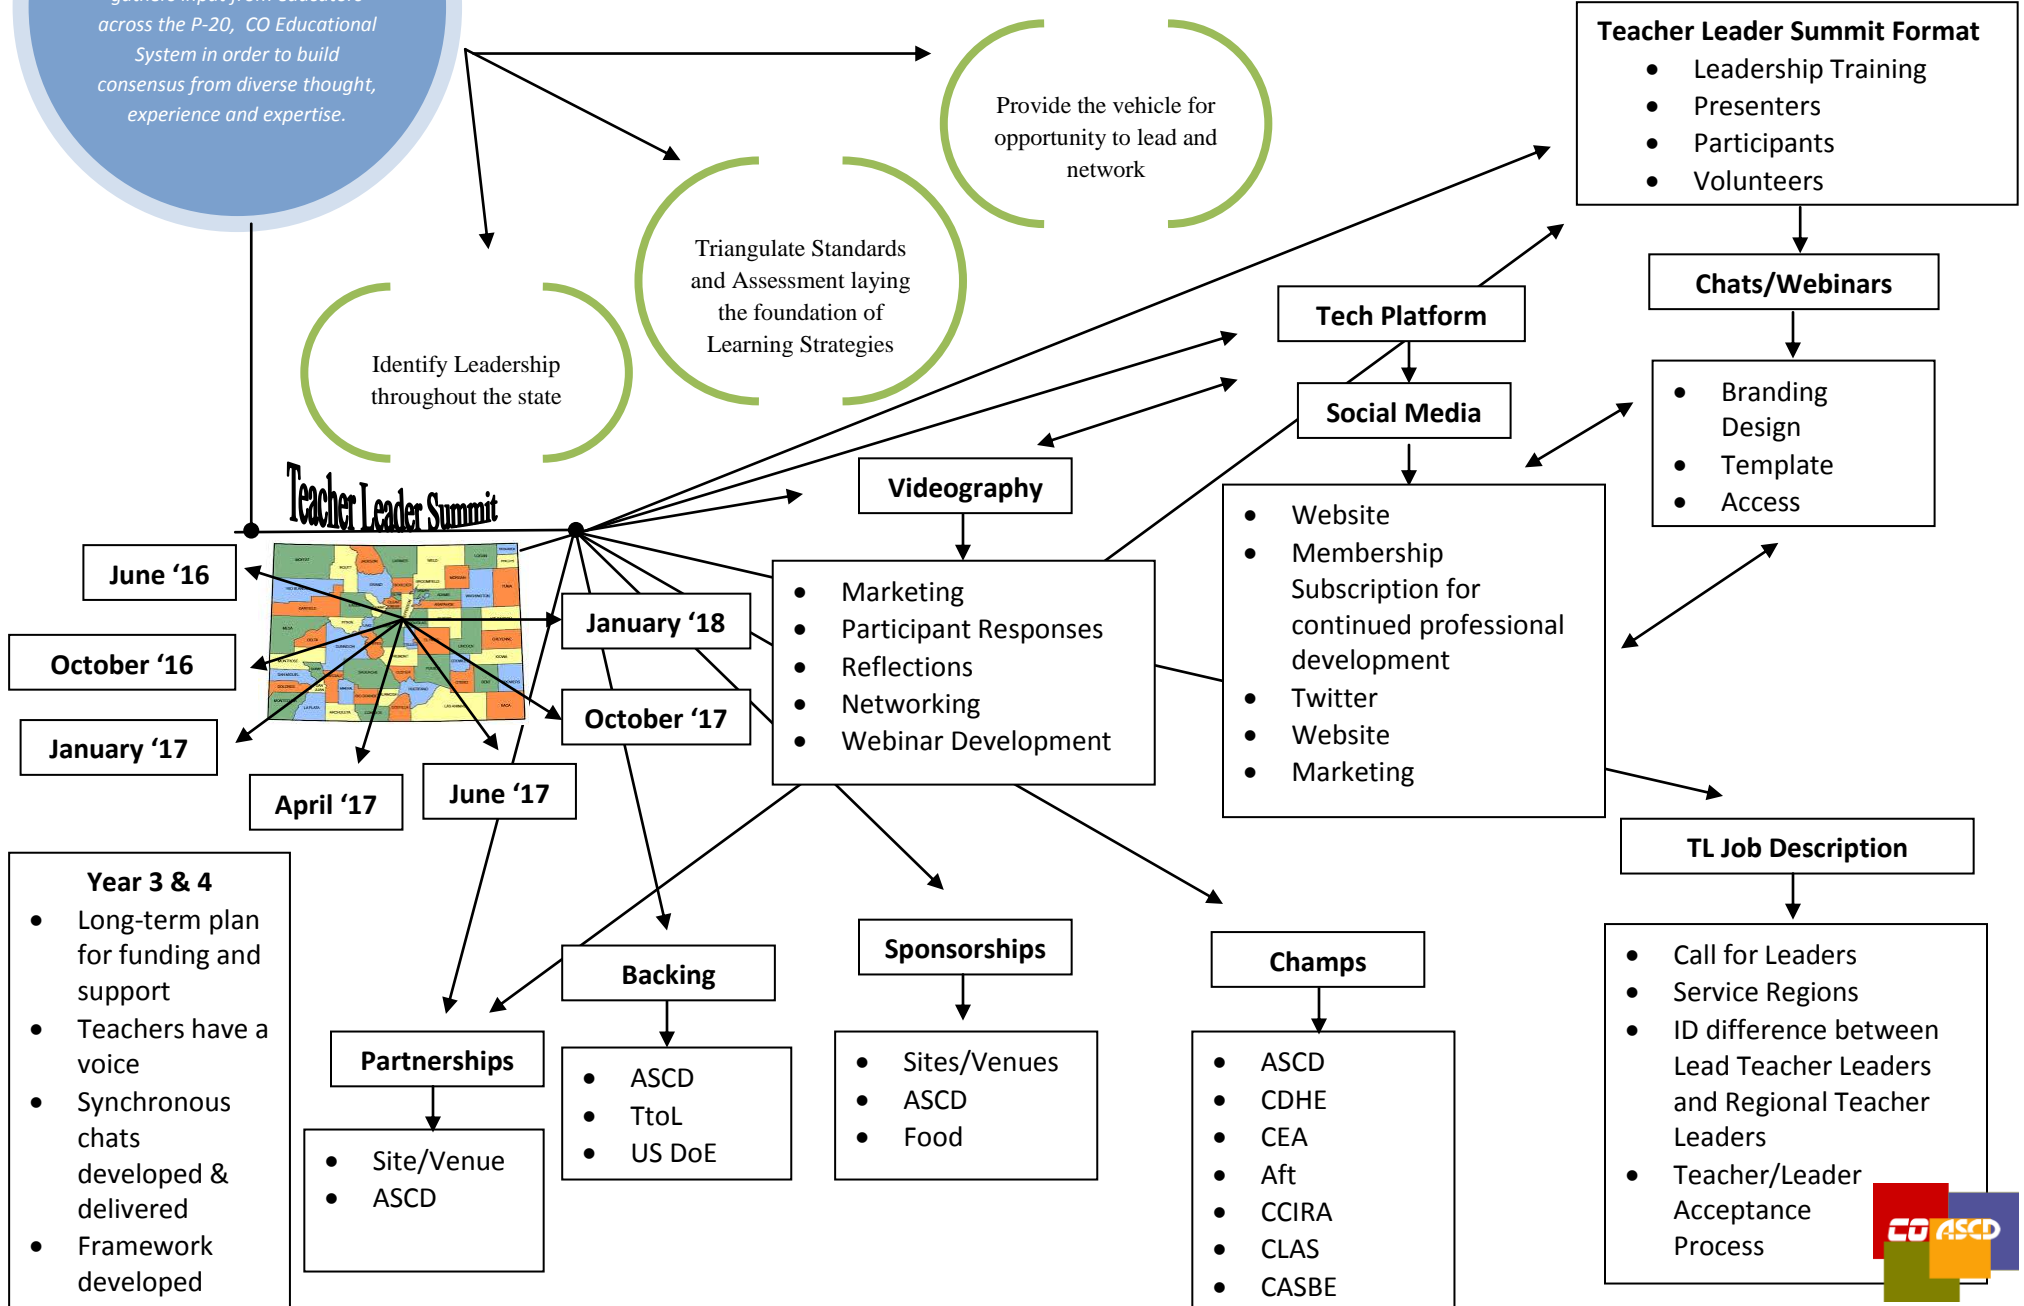 across the P-20, CO Educational
System in order to build
consensus from diverse thought,
experience and expertise.
Provide the vehicle for
opportunity to lead and
network
Triangulate Standards
and Assessment laying
the foundation of
Learning Strategies
Identify Leadership
throughout the state
Teacher Leader Summit Format
• Leadership Training
• Presenters
• Participants
• Volunteers
Chats/Webinars
• Branding
Design
• Template
• Access
Tech Platform
Social Media
• Website
• Membership
Subscription for
continued professional
development
• Twitter
• Website
• Marketing
Videography
• Marketing
• Participant Responses
• Reflections
• Networking
• Webinar Development
Teacher Leader Summit
June ‘16
October ‘16
January ‘17
April ‘17
June ‘17
October ‘17
January ‘18
Year 3 & 4
• Long-term plan
for funding and
support
• Teachers have a
voice
• Synchronous
chats
developed &
delivered
• Framework
developed
Partnerships
• Site/Venue
• ASCD
Backing
• ASCD
• TtoL
• US DoE
Sponsorships
• Sites/Venues
• ASCD
• Food
Champs
• ASCD
• CDHE
• CEA
• Aft
• CCIRA
• CLAS
• CASBE
TL Job Description
• Call for Leaders
• Service Regions
• ID difference between
Lead Teacher Leaders
and Regional Teacher
Leaders
• Teacher/Leader
Acceptance
Process
CO ASCD